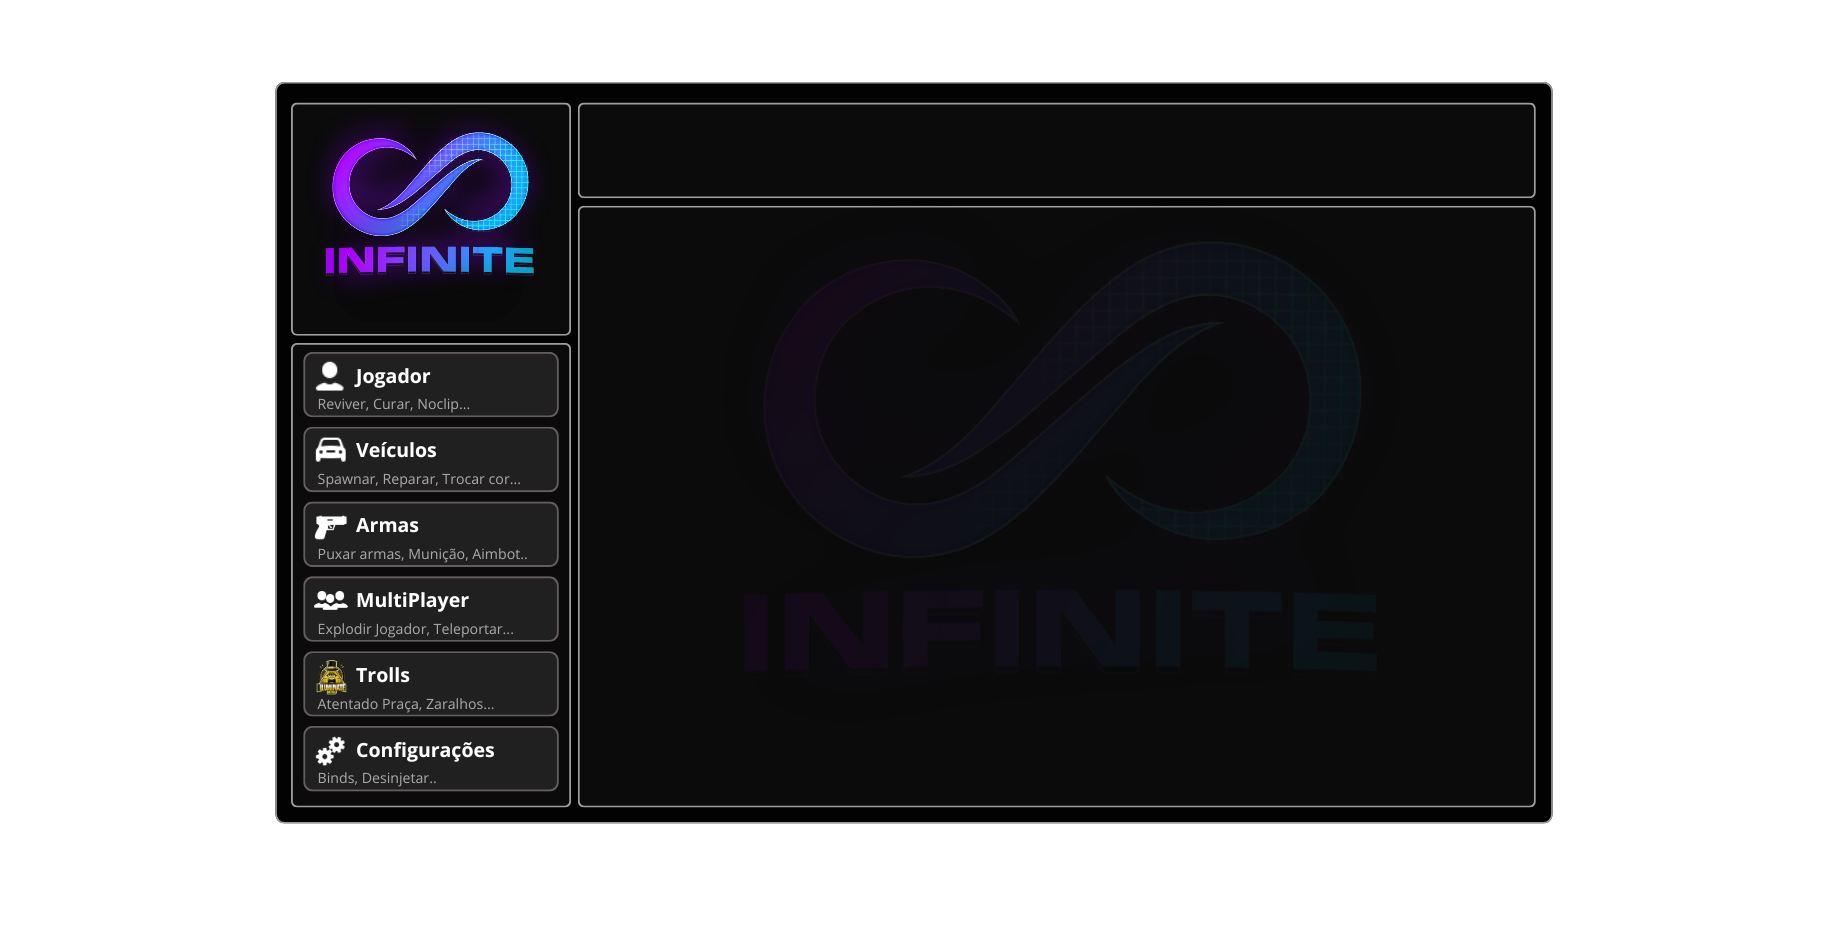 INFINITE
Jogador
Reviver, Curar, Noclip...
Veículos
Spawnar, Reparar, Trocar cor...
Armas
Puxar armas, Munição, Aimbot..
MultiPlayer
Explodir Jogador, Teleportar...
Trolls
Atentado Praça, Zaralhos...
Configurações
Binds, Desinjetar..
INFINITE